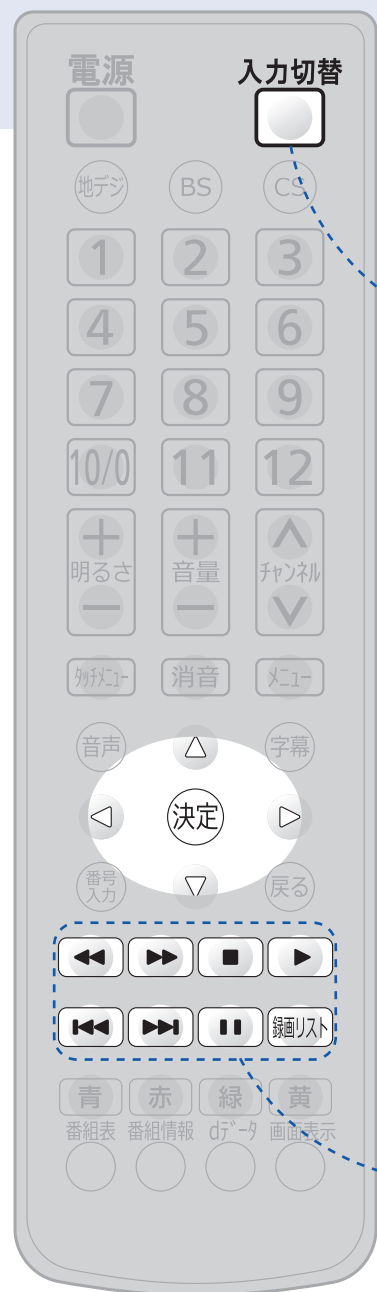 電源 入力切替
地デジ BS CS
1 2 3
4 5 6
7 8 9
10/0 11 12
+ +
明るさ 音量 チャンネル
− −
タッチメニュー 消音 メニュー
音声 字幕
決定
番号
入力 戻る
録画リスト
青 赤 緑 黄
番組表 番組情報 dデータ 画面表示